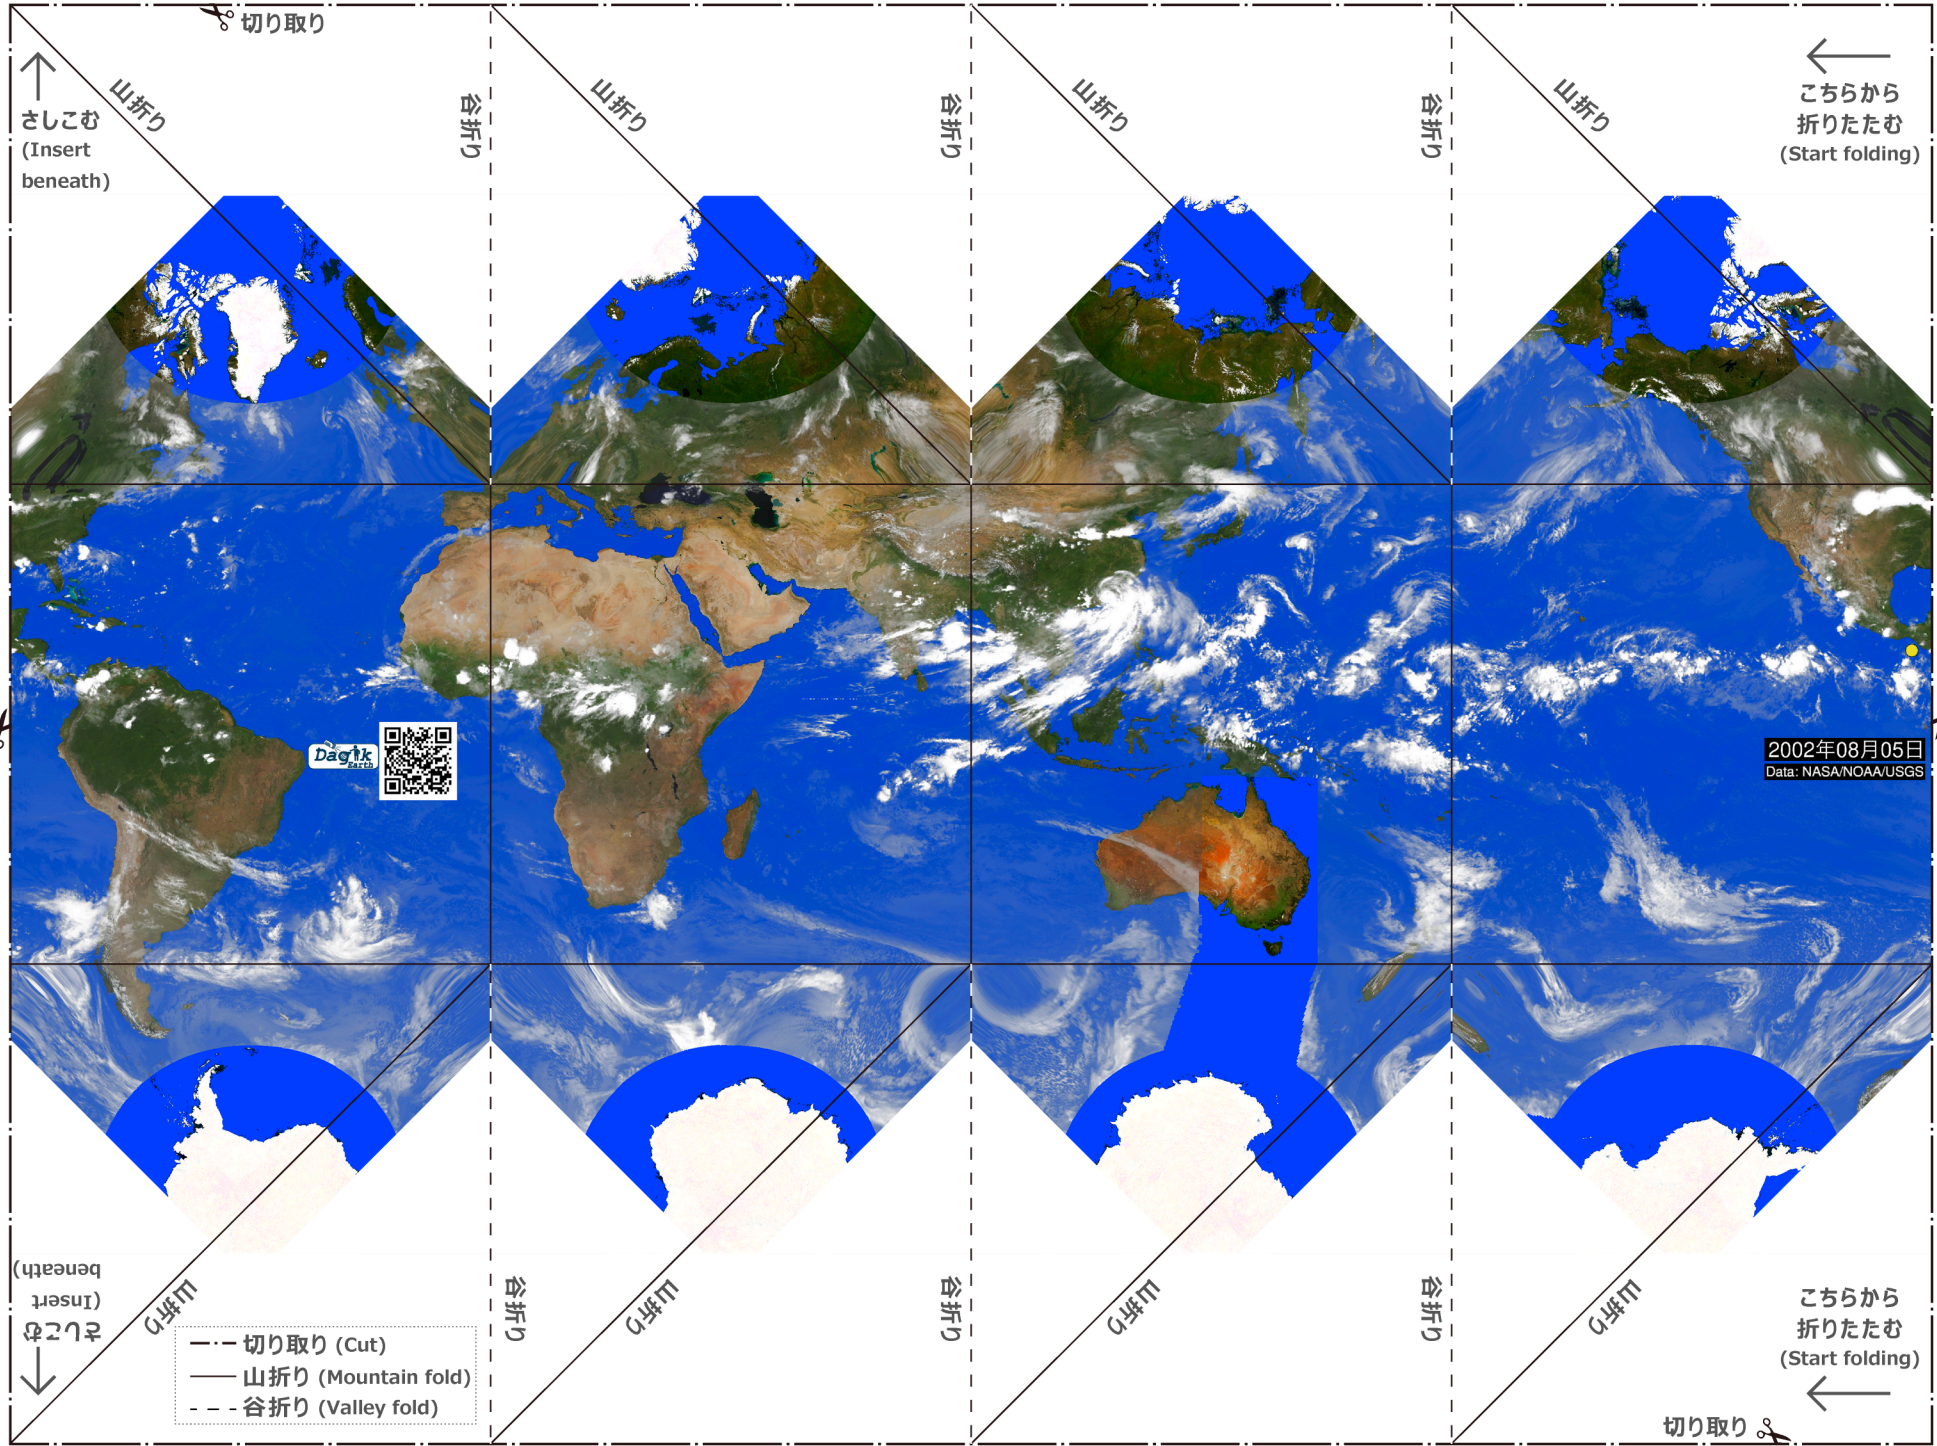 切り取り
さしこむ
(Insert
beneath)
山折り
谷折り
山折り
谷折り
山折り
谷折り
山折り
こちらから
折りたたむ
(Start folding)
Dagik
Earth
2002年08月05日
Data: NASA/NOAA/USGS
さしこむ
(Insert
beneath)
山折り
谷折り
山折り
谷折り
山折り
谷折り
山折り
こちらから
折りたたむ
(Start folding)
切り取り (Cut)
山折り (Mountain fold)
谷折り (Valley fold)
切り取り